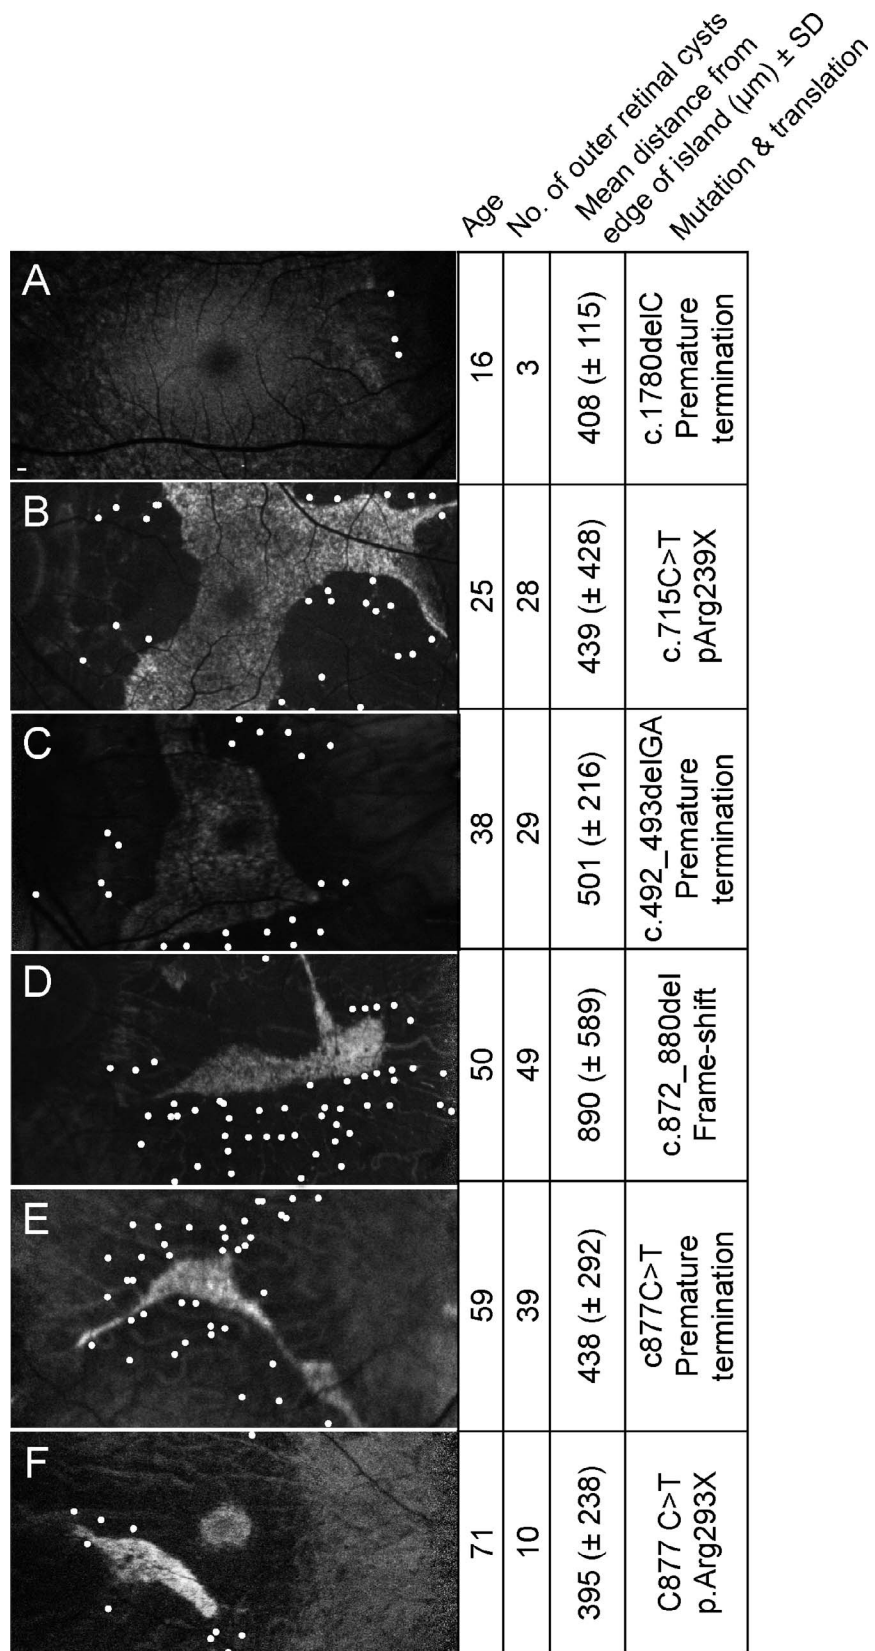 Age
No. of outer retinal cysts
Mean distance from
edge of island (µm) ± SD
Mutation & translation
A
16
3
408 (± 115)
c.1780delC
Premature
termination
B
25
28
439 (± 428)
c.715C>T
pArg239X
C
38
29
501 (± 216)
c.492_493delGA
Premature
termination
D
50
49
890 (± 589)
c.872_880del
Frame-shift
E
59
39
438 (± 292)
c877C>T
Premature
termination
F
71
10
395 (± 238)
C877 C>T
p.Arg293X